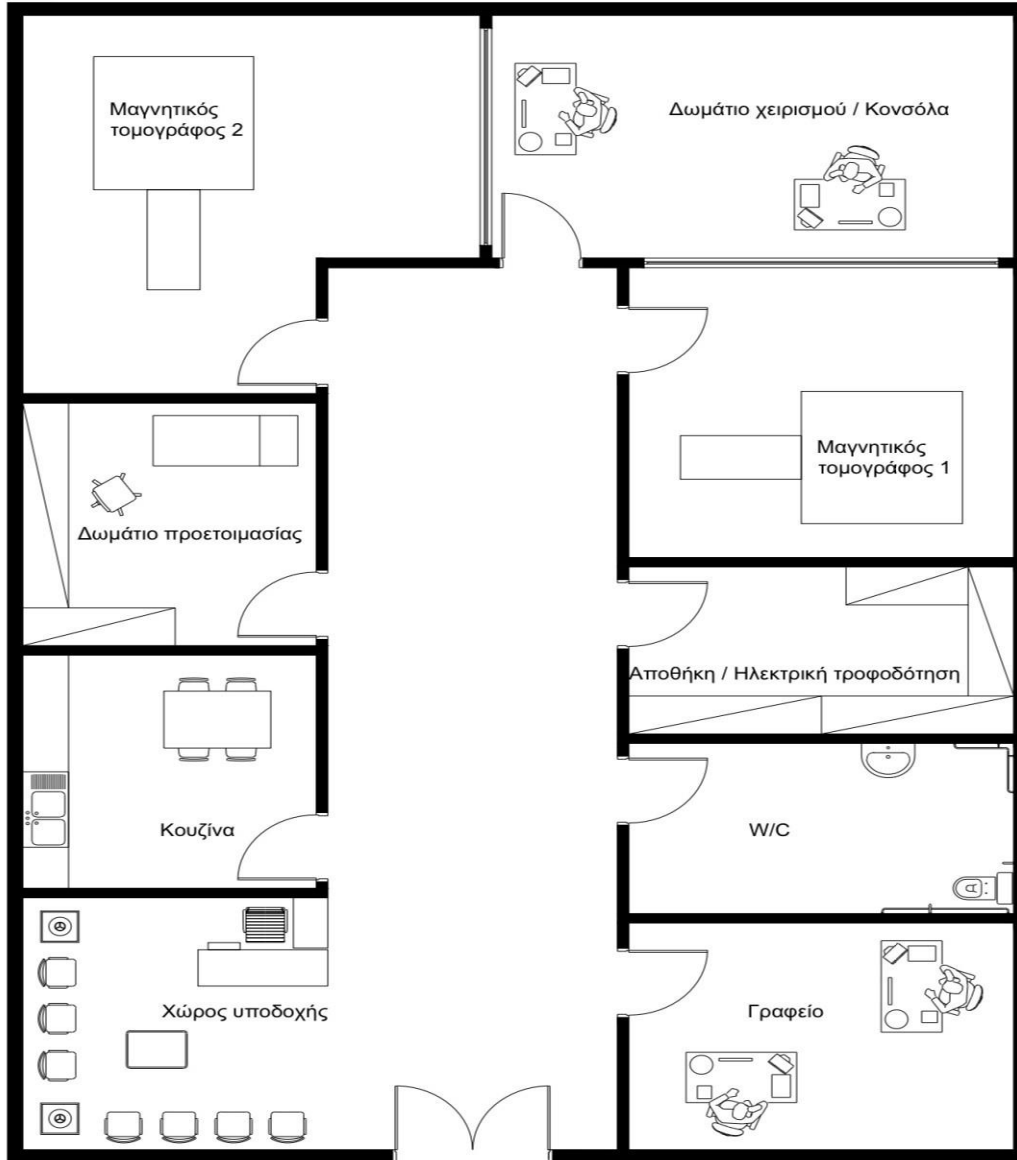 Μαγνητικός
τομογράφος 2
Δωμάτιο χειρισμού / Κονσόλα
Μαγνητικός
τομογράφος 1
Δωμάτιο προετοιμασίας
Αποθήκη / Ηλεκτρική τροφοδότηση
Κουζίνα
W/C
Χώρος υποδοχής
Γραφείο